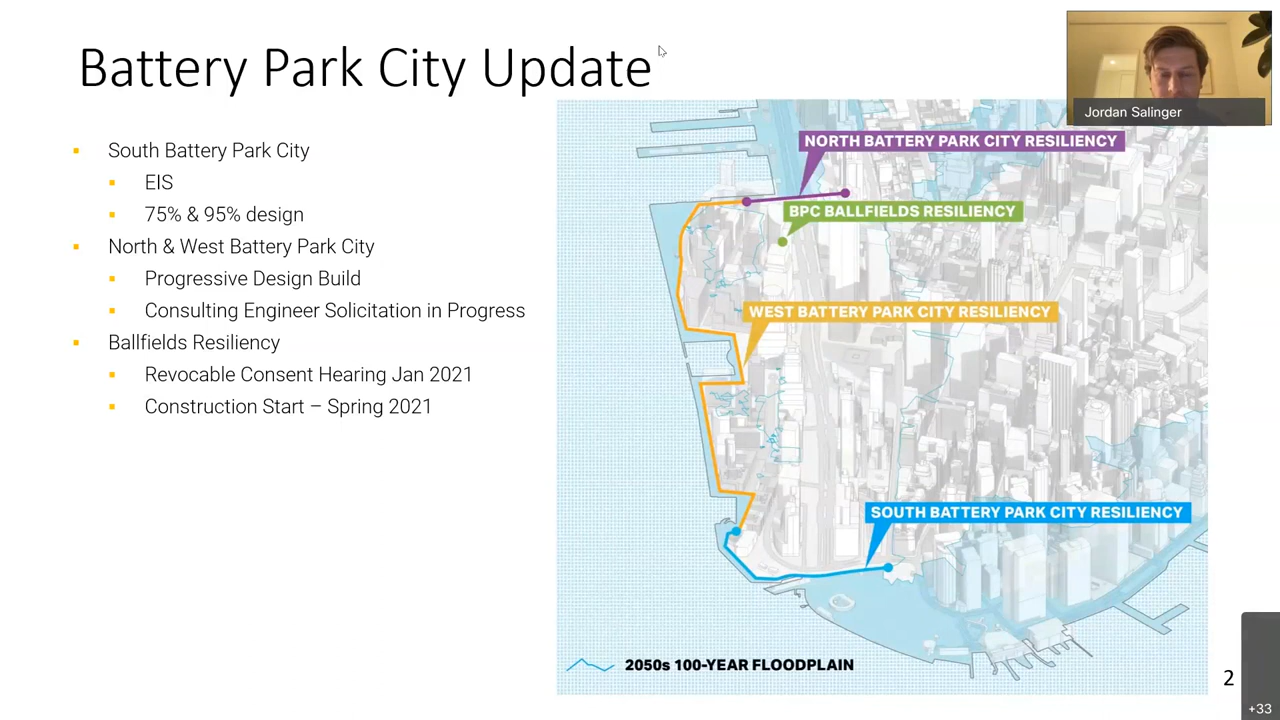 Battery Park City Update
Jordan Salinger
South Battery Park City
EIS
75% & 95% design
North & West Battery Park City
Progressive Design Build
Consulting Engineer Solicitation in Progress
Ballfields Resiliency
Revocable Consent Hearing Jan 2021
Construction Start – Spring 2021
NORTH BATTERY PARK CITY RESILIENCY
BPC BALLFIELDS RESILIENCY
WEST BATTERY PARK CITY RESILIENCY
SOUTH BATTERY PARK CITY RESILIENCY
2050s 100-YEAR FLOODPLAIN
2
+33